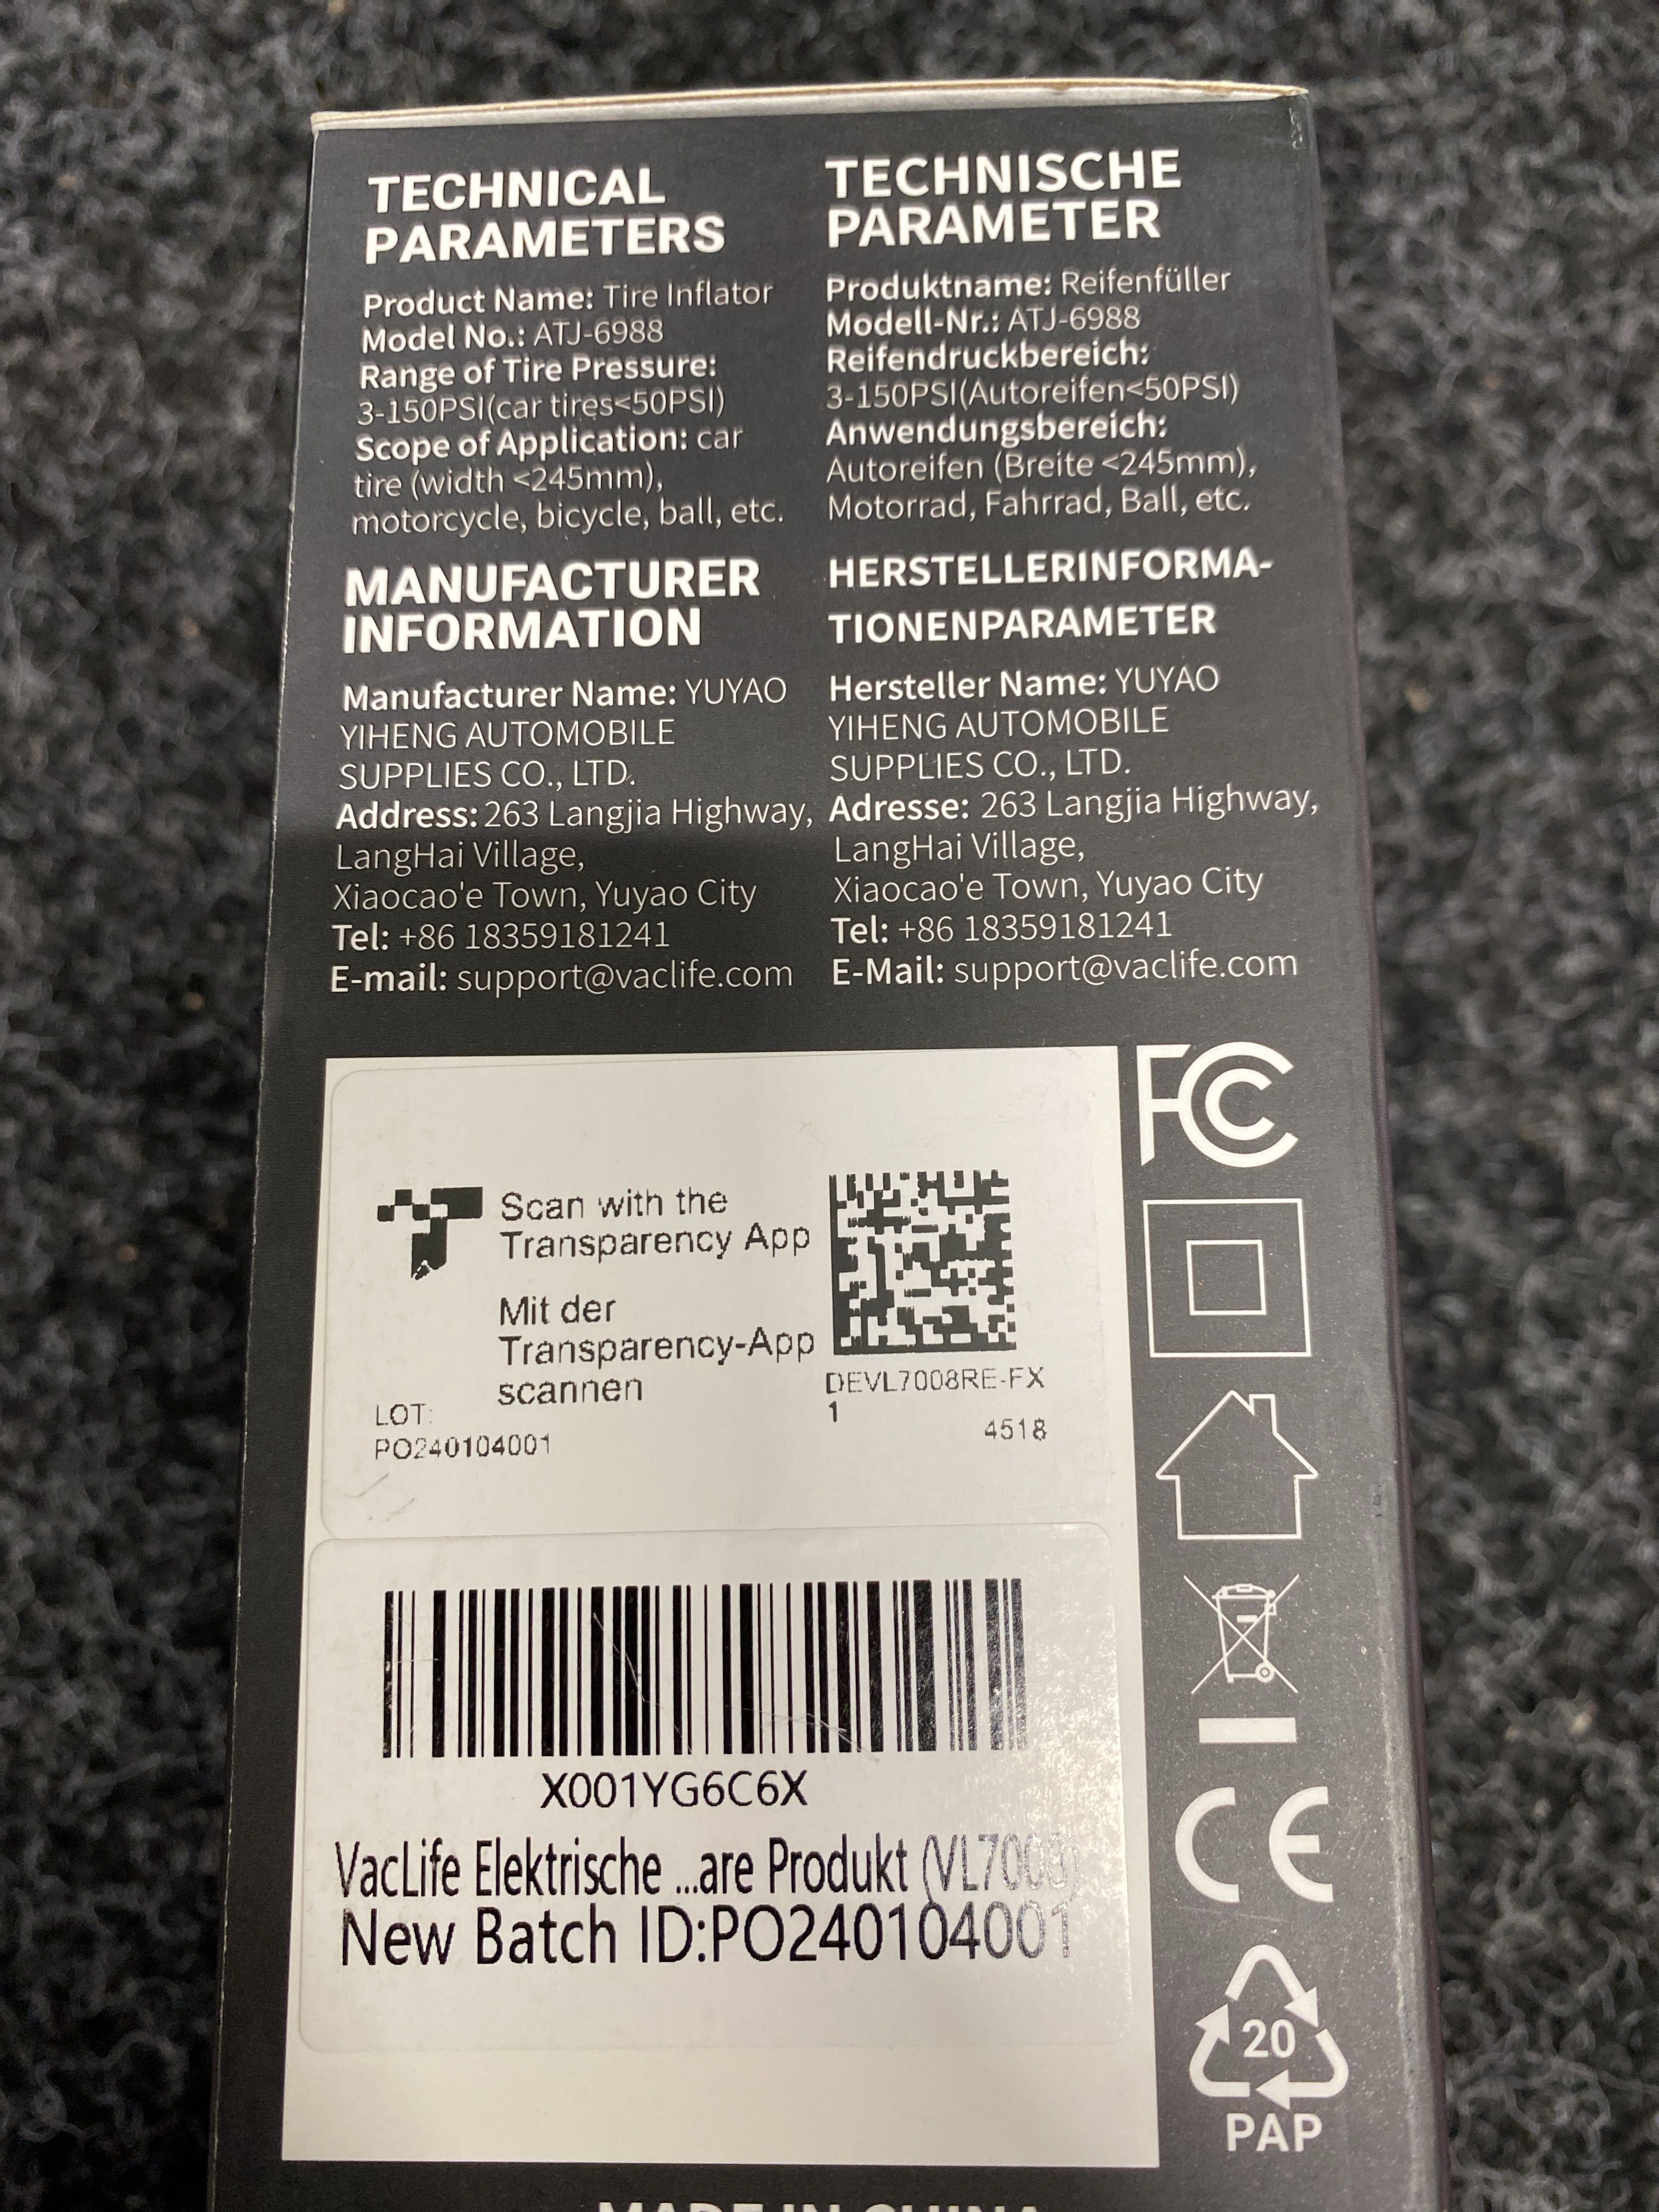 TECHNICAL
PARAMETERS
Product Name: Tire Inflator
Model No.: ATJ-6988
Range of Tire Pressure:
3-150PSI(car tires<50PSI)
Scope of Application: car
tire (width <245mm),
motorcycle, bicycle, ball, etc.
MANUFACTURER
INFORMATION
Manufacturer Name: YUYAO
YIHENG AUTOMOBILE
SUPPLIES CO., LTD.
Address: 263 Langjia Highway,
LangHai Village,
Xiaocao'e Town, Yuyao City
Tel: +86 18359181241
E-mail: support@vaclife.com
TECHNISCHE
PARAMETER
Produktname: Reifenfüller
Modell-Nr.: ATJ-6988
Reifendruckbereich:
3-150PSI(Autoreifen<50PSI)
Anwendungsbereich:
Autoreifen (Breite <245mm),
Motorrad, Fahrrad, Ball, etc.
HERSTELLERINFORMA-
TIONENPARAMETER
Hersteller Name: YUYAO
YIHENG AUTOMOBILE
SUPPLIES CO., LTD.
Adresse: 263 Langjia Highway,
LangHai Village,
Xiaocao'e Town, Yuyao City
Tel: +86 18359181241
E-Mail: support@vaclife.com
FC
Scan with the
Transparency App
Mit der
Transparency-App
scannen
LOT:
PO240104001
DEVL7008RE-FX
1
4518
X001YG6C6X
VacLife Elektrische ...are Produkt
New Batch ID:PO240104001
CE
20
PAP
MADE IN CHINA